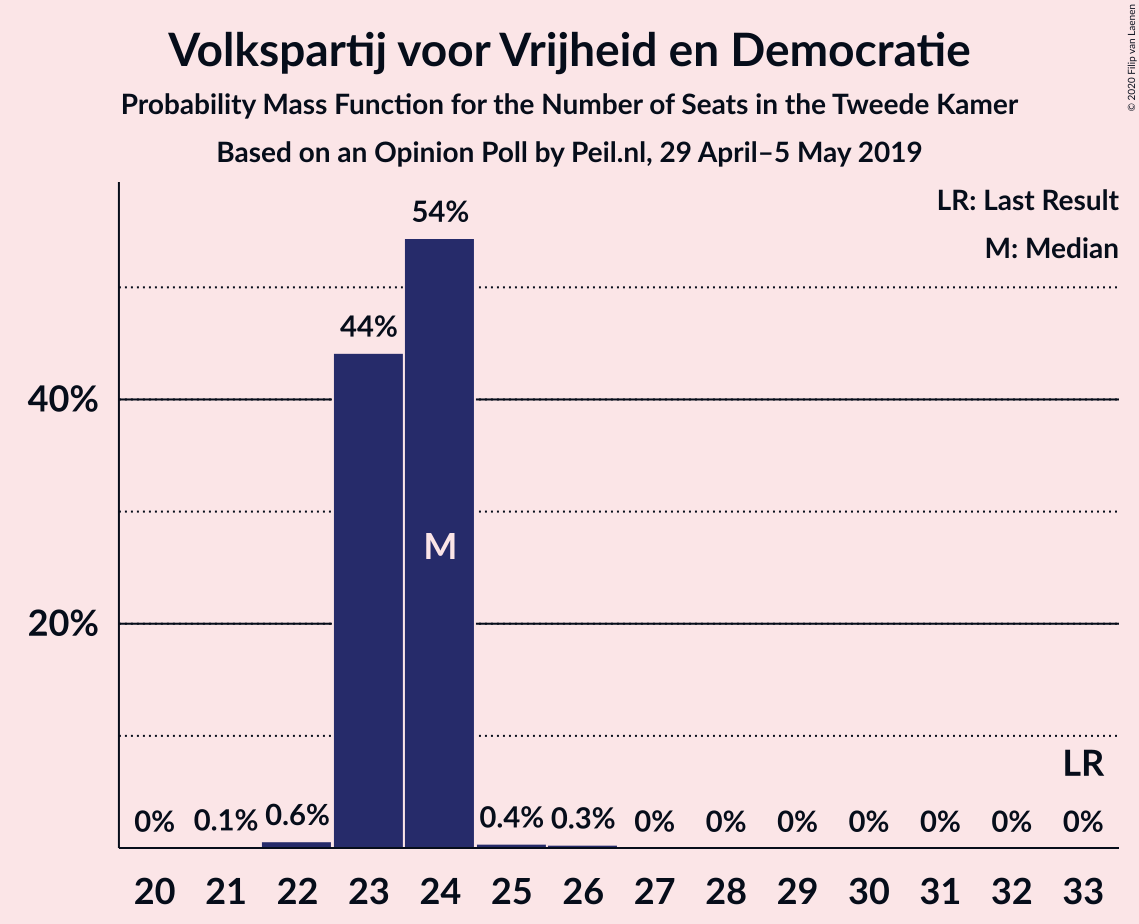 Volkspartij voor Vrijheid en Democratie
Probability Mass Function for the Number of Seats in the Tweede Kamer
Based on an Opinion Poll by Peil.nl, 29 April–5 May 2019
© 2020 Filip van Laenen
LR: Last Result
M: Median
54%
44%
40%
M
20%
LR
0% 0.1% 0.6% 0.4% 0.3% 0% 0% 0% 0% 0% 0% 0%
20 21 22 23 24 25 26 27 28 29 30 31 32 33